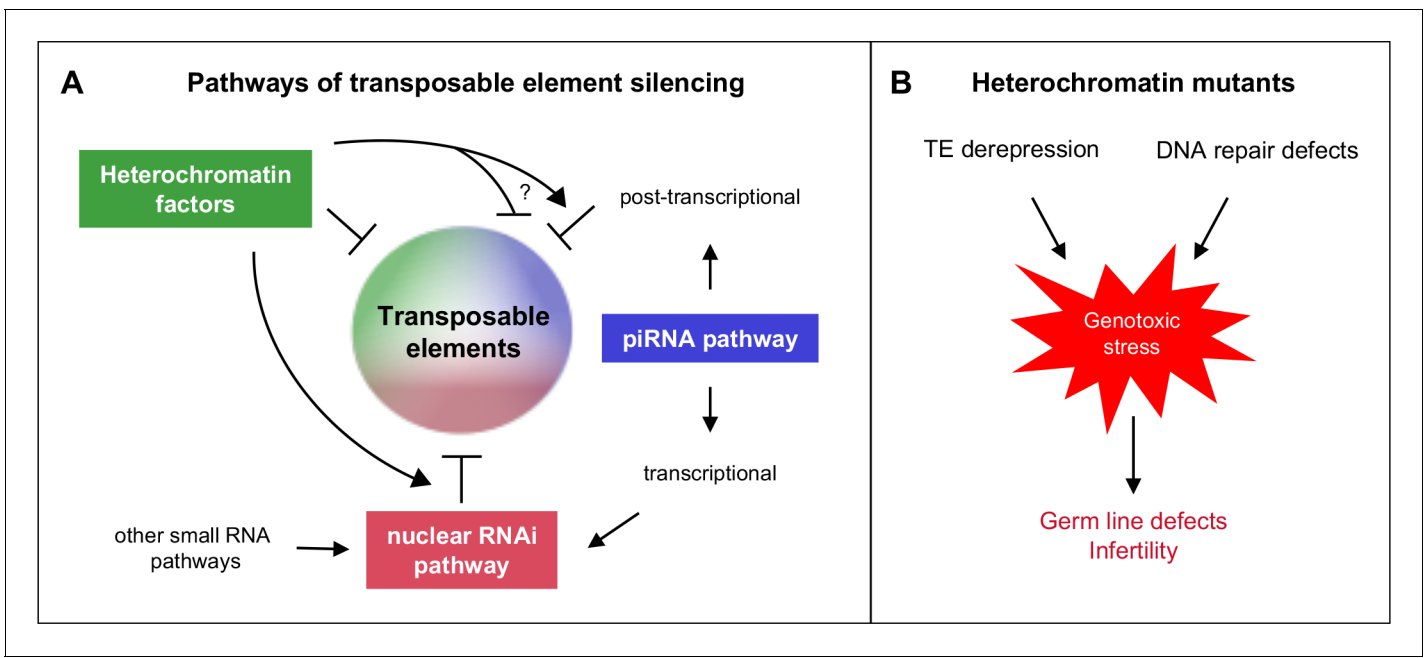 A
Pathways of transposable element silencing
Heterochromatin
factors
?
post-transcriptional
Transposable
elements
piRNA pathway
transcriptional
other small RNA
pathways
nuclear RNAi
pathway
B
Heterochromatin mutants
TE derepression
DNA repair defects
Genotoxic
stress
Germ line defects
Infertility